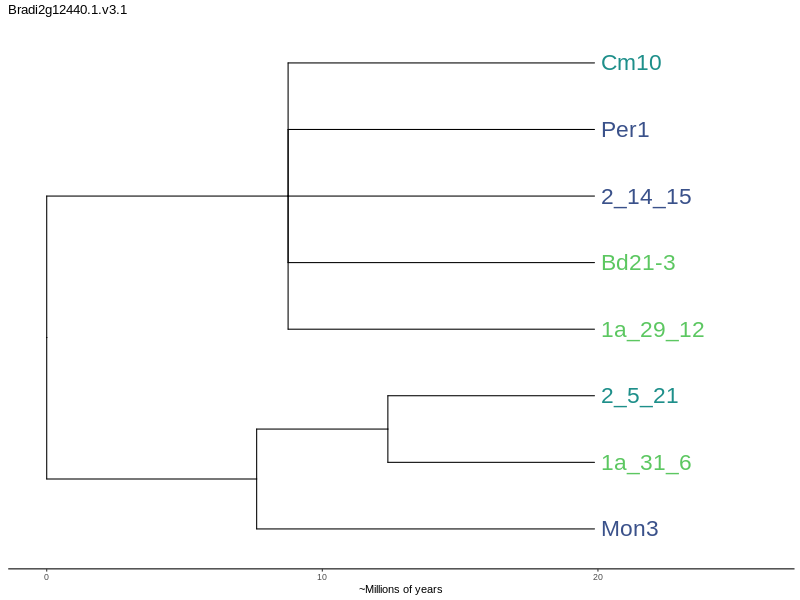 Bradi2g12440.1.v3.1
Cm10
Per1
2_14_15
Bd21-3
1a_29_12
2_5_21
1a_31_6
Mon3
0 10 20
~Millions of years